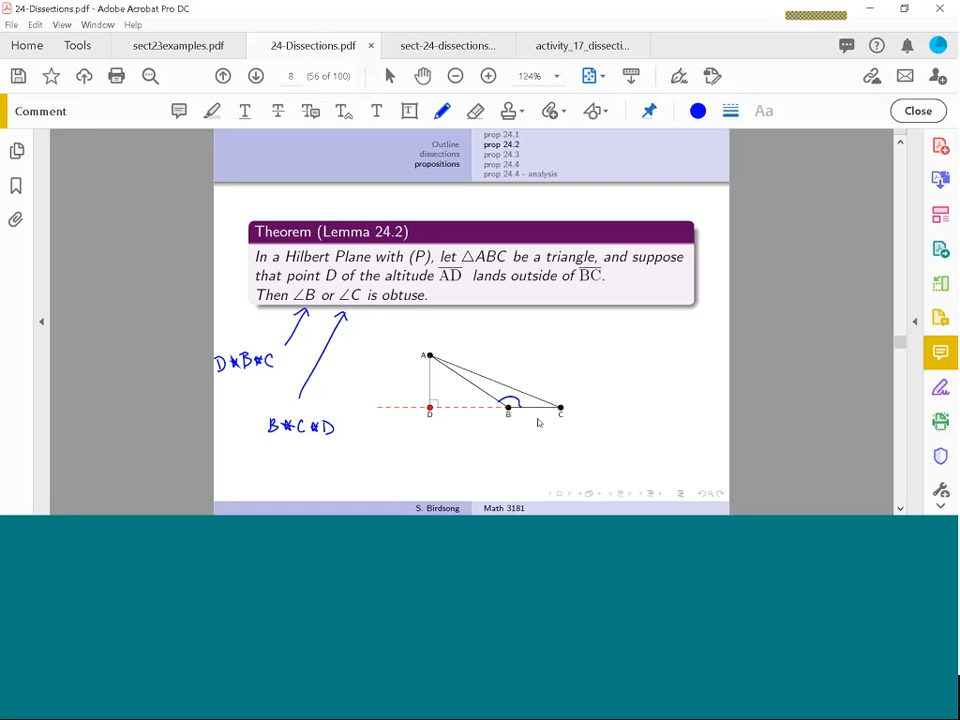 24-Dissections.pdf - Adobe Acrobat Pro DC
File Edit View Window Help
Home Tools sect23examples.pdf 24-Dissections.pdf × sect-24-dissections... activity_17_dissecti...
8 (56 of 100) 124%
Comment Close
Outline
dissections
propositions
prop 24.1
prop 24.2
prop 24.3
prop 24.4
prop 24.4 - analysis
Theorem (Lemma 24.2)
In a Hilbert Plane with (P), let △ABC be a triangle, and suppose
that point D of the altitude A͞D͞ lands outside of B͞C͞.
Then ∠B or ∠C is obtuse.
D*B*C
B*C*D
A
D B C
S. Birdsong Math 3181